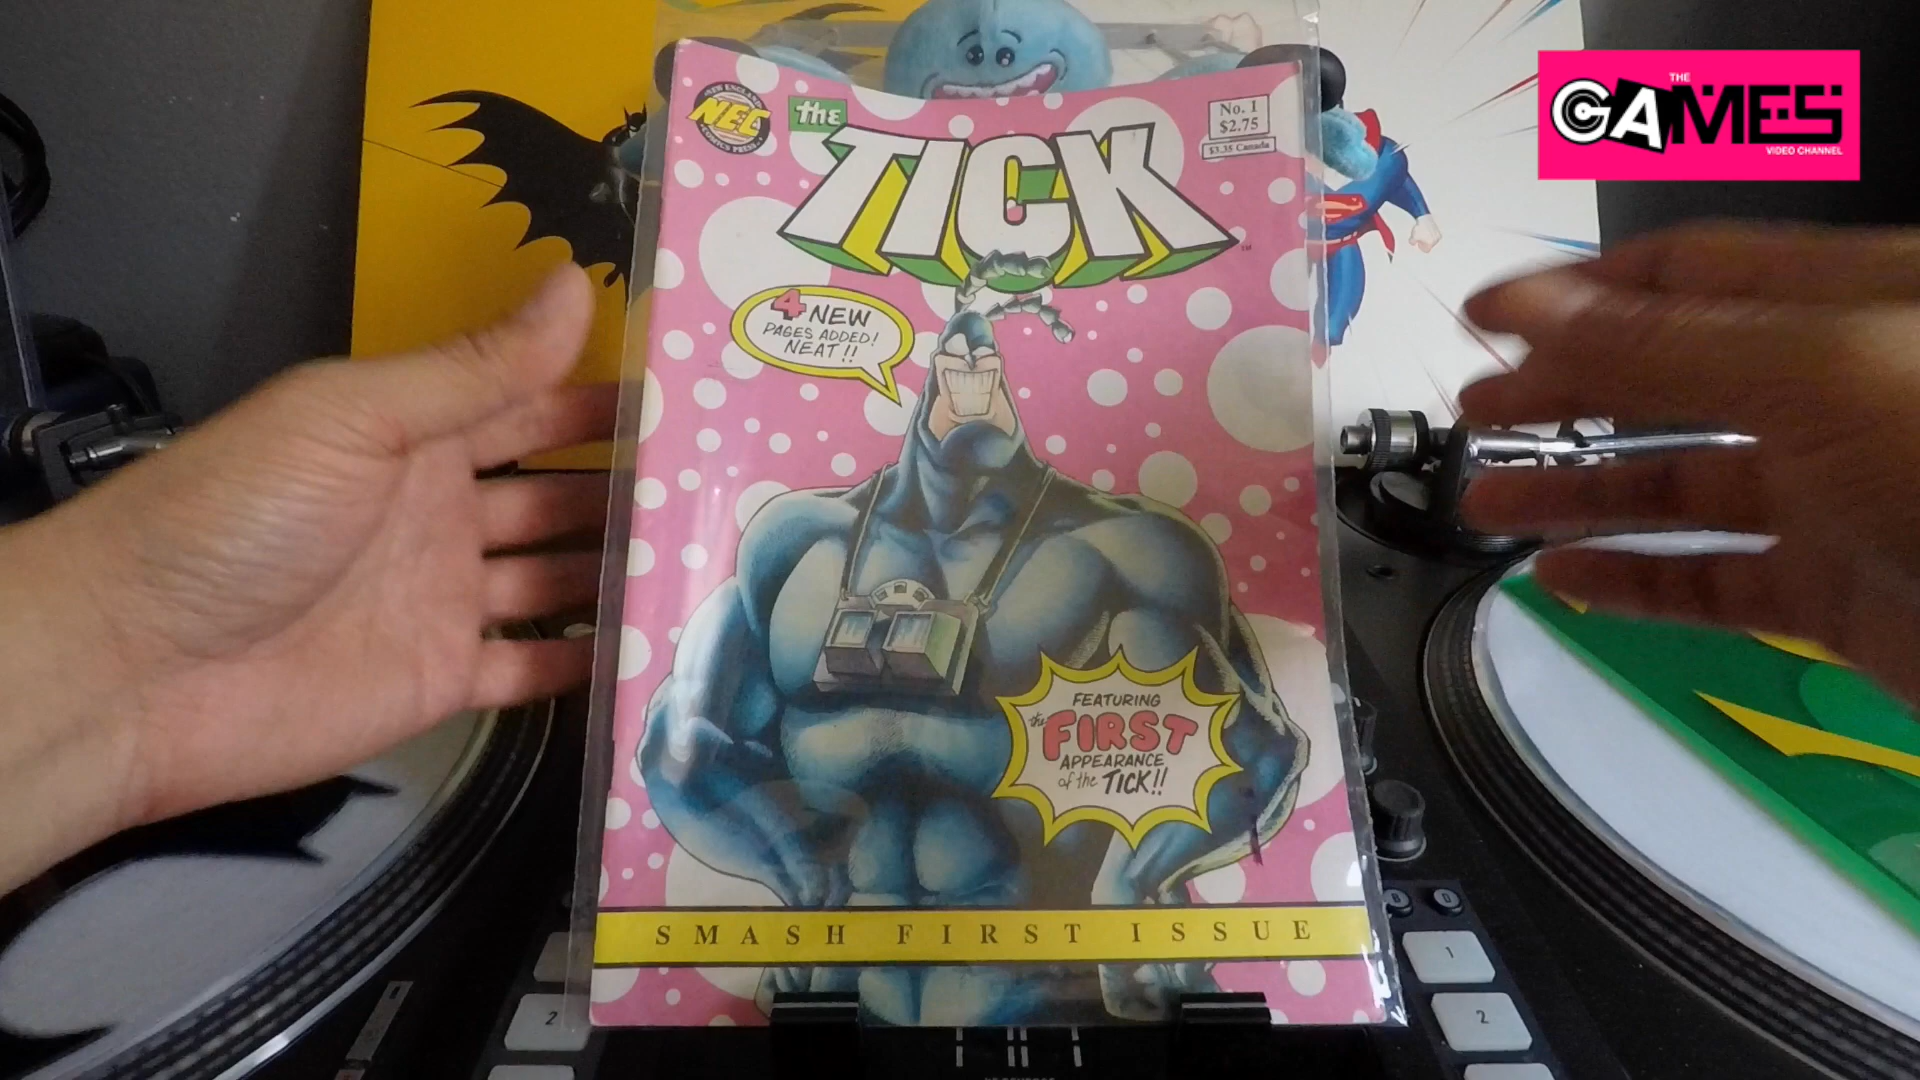 THE
GAMES
VIDEO CHANNEL
NEW ENGLAND
NEC
COMICS PRESS
the
TICK
TM
No. 1
$2.75
$3.35 Canada
4 NEW
PAGES ADDED!
NEAT!!
FEATURING
the FIRST
APPEARANCE
of the TICK!!
SMASH FIRST ISSUE
B
D
1
2
2